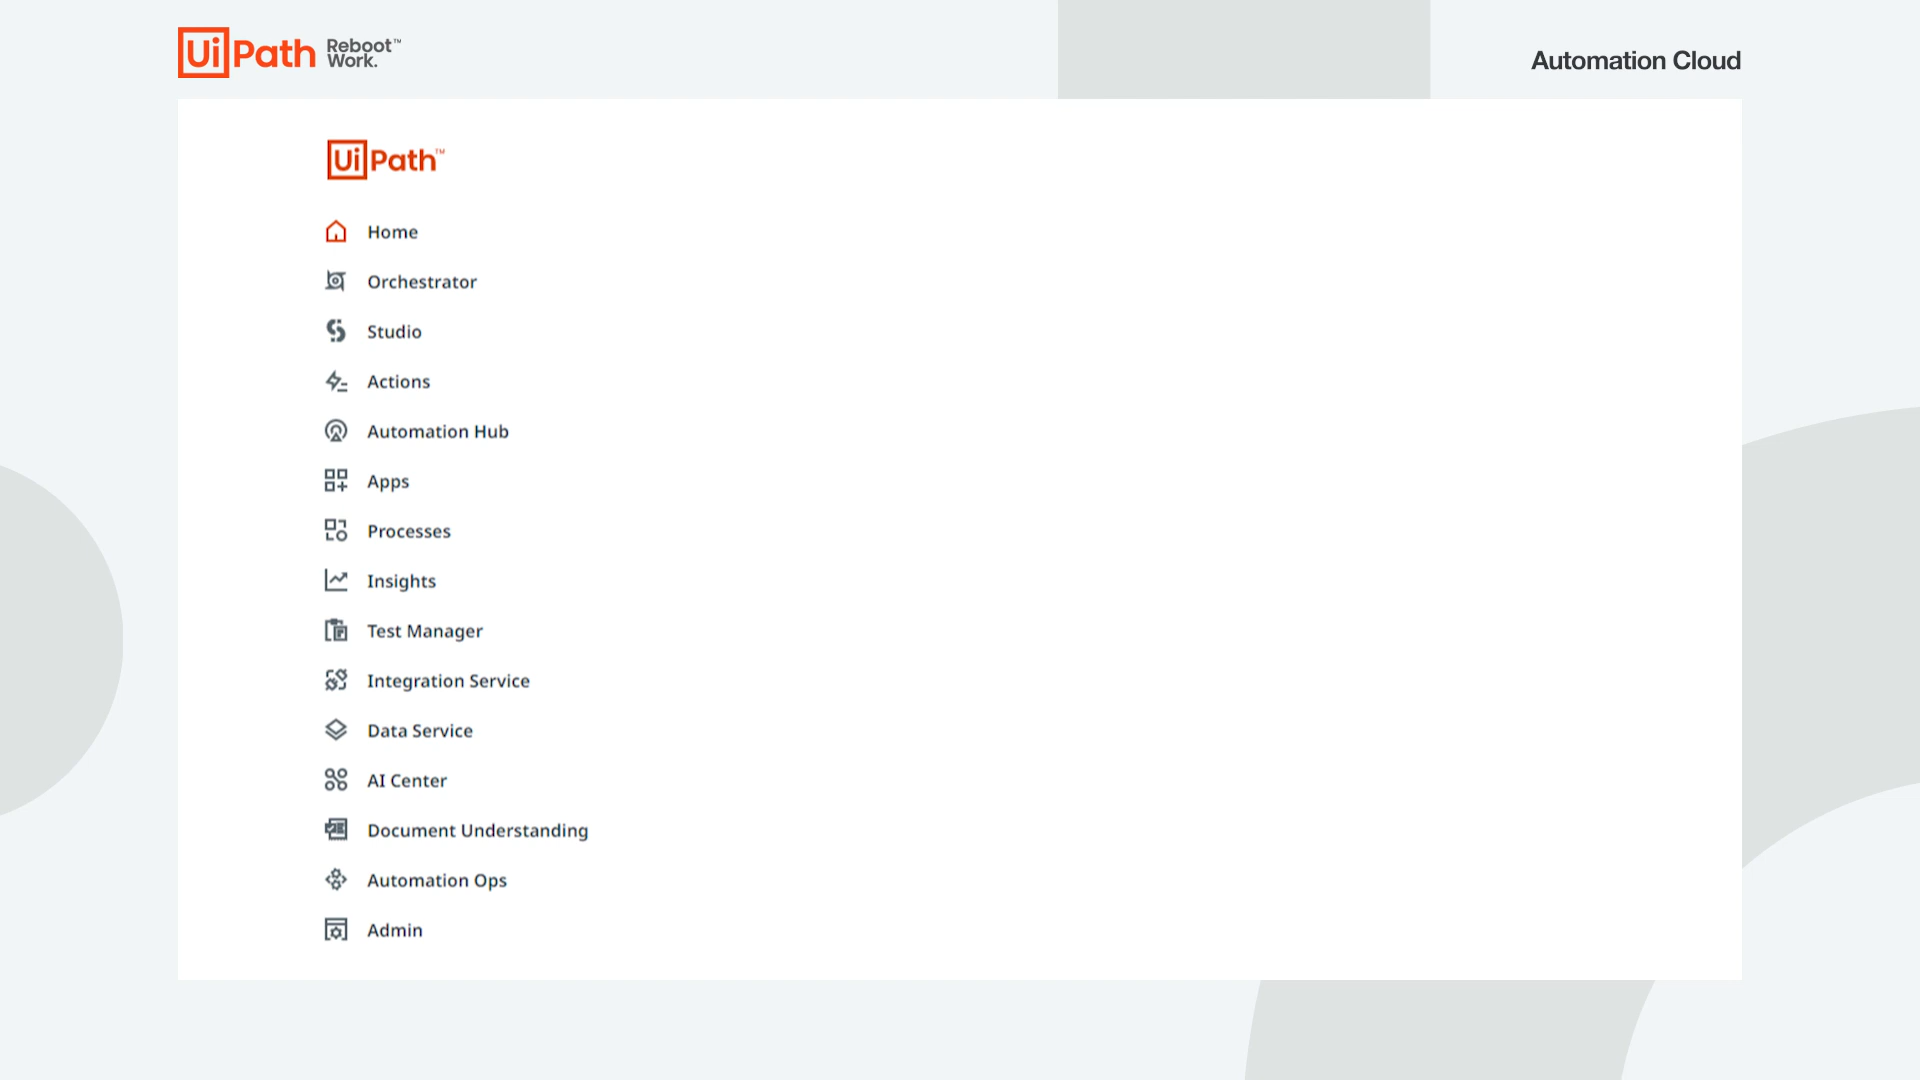 UiPath Reboot™
Work.
Automation Cloud
UiPath™
Home
Orchestrator
Studio
Actions
Automation Hub
Apps
Processes
Insights
Test Manager
Integration Service
Data Service
AI Center
Document Understanding
Automation Ops
Admin